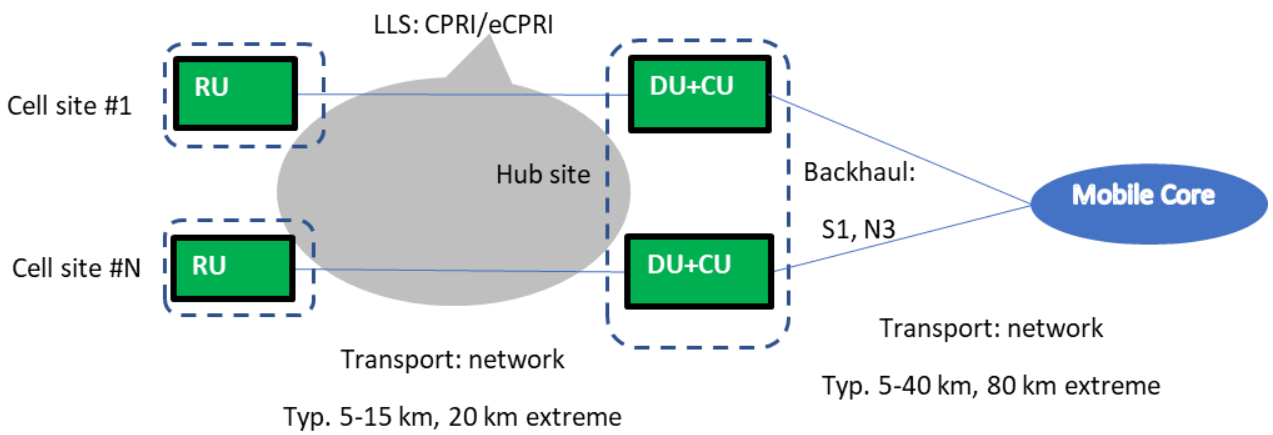 LLS: CPRI/eCPRI
Cell site #1
RU
DU+CU
Hub site
Backhaul:
S1, N3
Mobile Core
Cell site #N
RU
DU+CU
Transport: network
Typ. 5-15 km, 20 km extreme
Transport: network
Typ. 5-40 km, 80 km extreme